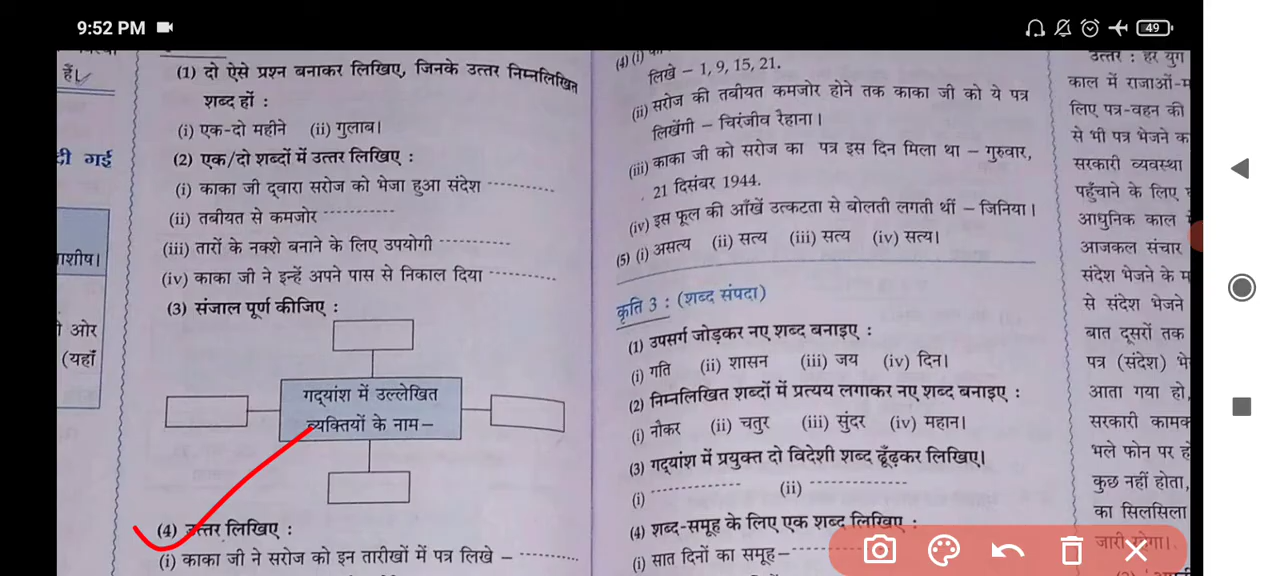 9:52 PM
49
हैं।
दी गई
ाशीष।
ी ओर
(यहाँ
(1) दो ऐसे प्रश्न बनाकर लिखिए, जिनके उत्तर निम्नलिखित
शब्द हों :
(i) एक-दो महीने (ii) गुलाब।
(2) एक/दो शब्दों में उत्तर लिखिए :
(i) काका जी द्वारा सरोज को भेजा हुआ संदेश ------------
(ii) तबीयत से कमजोर ------------
(iii) तारों के नक्शे बनाने के लिए उपयोगी ------------
(iv) काका जी ने इन्हें अपने पास से निकाल दिया ------------
(3) संजाल पूर्ण कीजिए :
गद्यांश में उल्लेखित
व्यक्तियों के नाम–
(4) उत्तर लिखिए :
(i) काका जी ने सरोज को इन तारीखों में पत्र लिखे – ----------
(4) (i)
लिखे – 1, 9, 15, 21.
(ii) सरोज की तबीयत कमजोर होने तक काका जी को ये पत्र
लिखेंगी – चिरंजीव रैहाना।
(iii) काका जी को सरोज का पत्र इस दिन मिला था – गुरुवार,
21 दिसंबर 1944.
(iv) इस फूल की आँखें उत्कटता से बोलती लगती थीं – जिनिया।
(5) (i) असत्य (ii) सत्य (iii) सत्य (iv) सत्य।
कृति 3 : (शब्द संपदा)
(1) उपसर्ग जोड़कर नए शब्द बनाइए :
(i) गति (ii) शासन (iii) जय (iv) दिन।
(2) निम्नलिखित शब्दों में प्रत्यय लगाकर नए शब्द बनाइए :
(i) नौकर (ii) चतुर (iii) सुंदर (iv) महान।
(3) गद्यांश में प्रयुक्त दो विदेशी शब्द ढूँढ़कर लिखिए।
(i) ------------ (ii) ------------
(4) शब्द-समूह के लिए एक शब्द लिखिए :
(i) सात दिनों का समूह– ------------
उत्तर : हर युग
काल में राजाओं-म
लिए पत्र-वहन की
से भी पत्र भेजने क
सरकारी व्यवस्था
पहुँचाने के लिए
आधुनिक काल में
आजकल संचार
संदेश भेजने के म
से संदेश भेजने
बात दूसरों तक
पत्र (संदेश) भे
आता गया हो,
सरकारी कामक
भले फोन पर ह
कुछ नहीं होता,
का सिलसिला
जारी रहेगा।